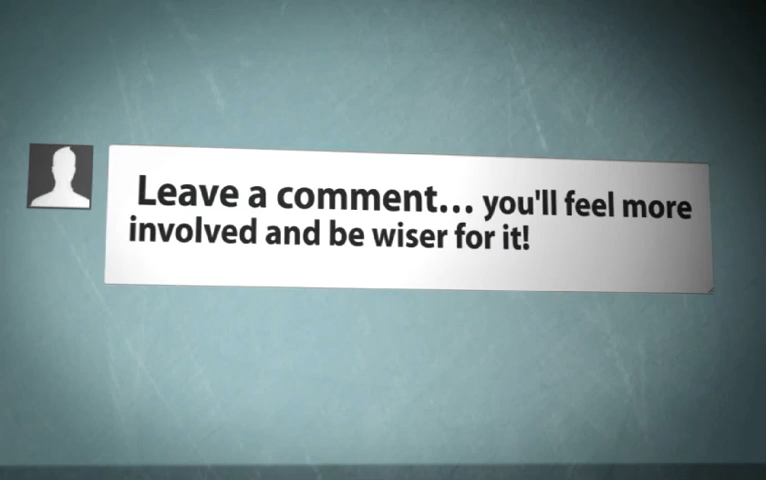 Leave a comment... you'll feel more
involved and be wiser for it!